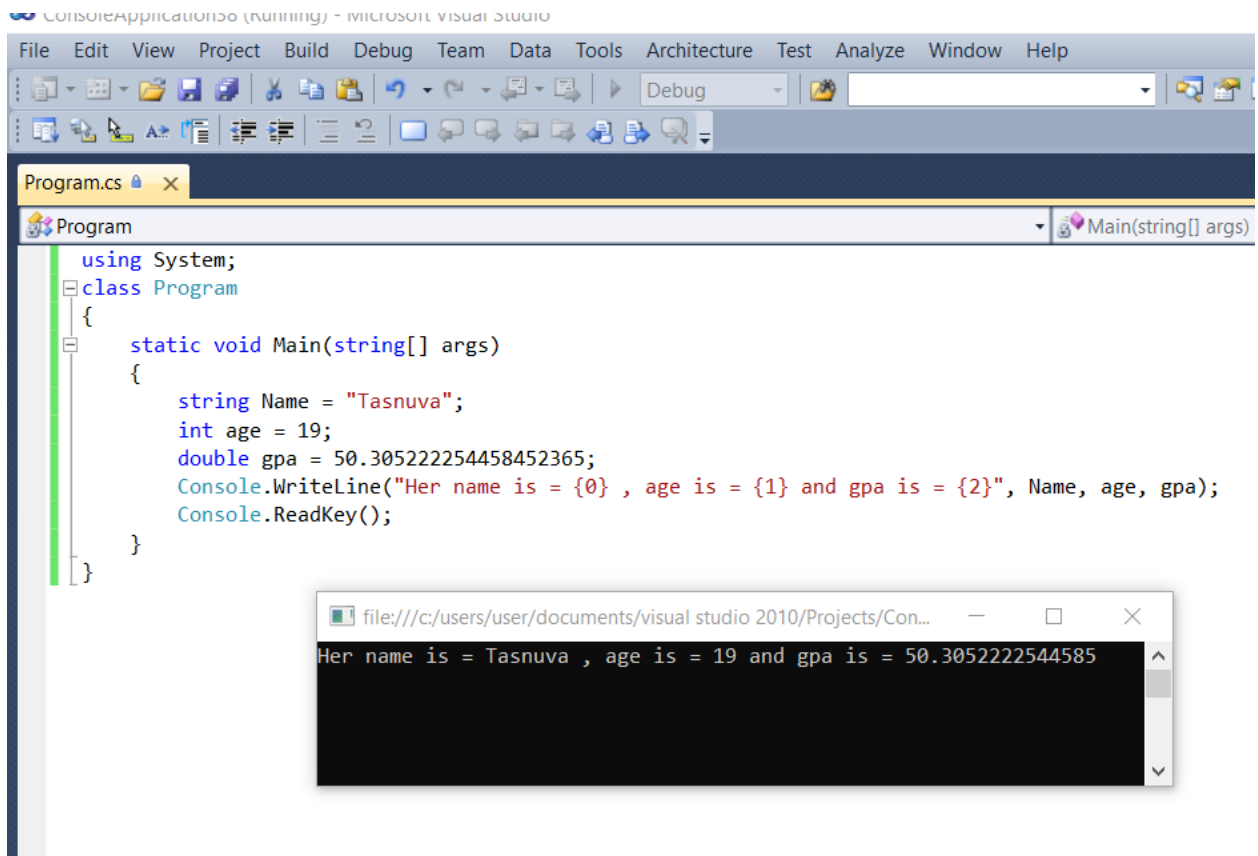 ConsoleApplication38 (Running) - Microsoft Visual Studio
File Edit View Project Build Debug Team Data Tools Architecture Test Analyze Window Help
Debug
Program.cs
Program Main(string[] args)
using System;
class Program
{
static void Main(string[] args)
{
string Name = "Tasnuva";
int age = 19;
double gpa = 50.305222254458452365;
Console.WriteLine("Her name is = {0} , age is = {1} and gpa is = {2}", Name, age, gpa);
Console.ReadKey();
}
}
file:///c:/users/user/documents/visual studio 2010/Projects/Con...
Her name is = Tasnuva , age is = 19 and gpa is = 50.3052222544585